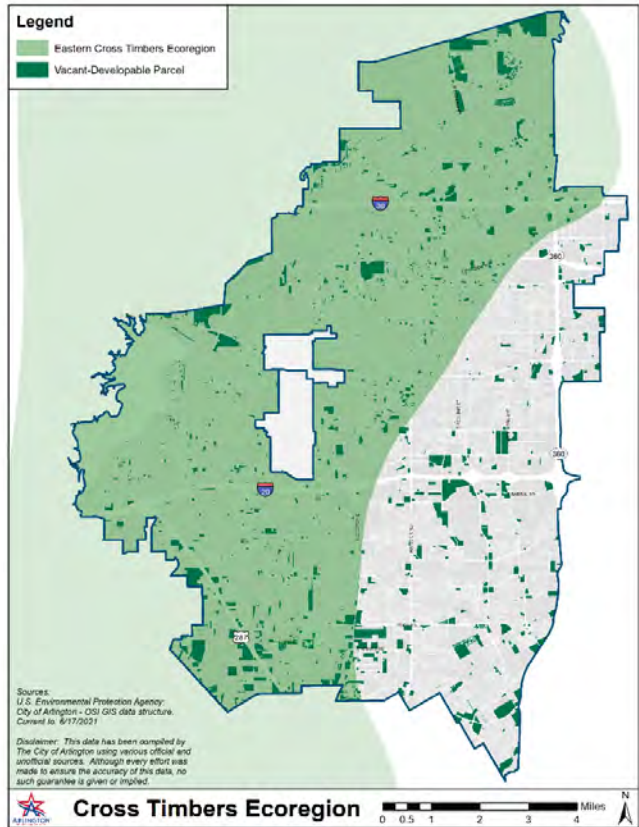 Legend
Eastern Cross Timbers Ecoregion
Vacant-Developable Parcel
30
360
20
360
287
Sources:
U.S. Environmental Protection Agency;
City of Arlington - OSI GIS data structure.
Current to: 6/17/2021
Disclaimer: This data has been compiled by
The City of Arlington using various official and
unofficial sources. Although every effort was
made to ensure the accuracy of this data, no
such guarantee is given or implied.
ARLINGTON
Cross Timbers Ecoregion
Miles
0 0.5 1 2 3 4
N